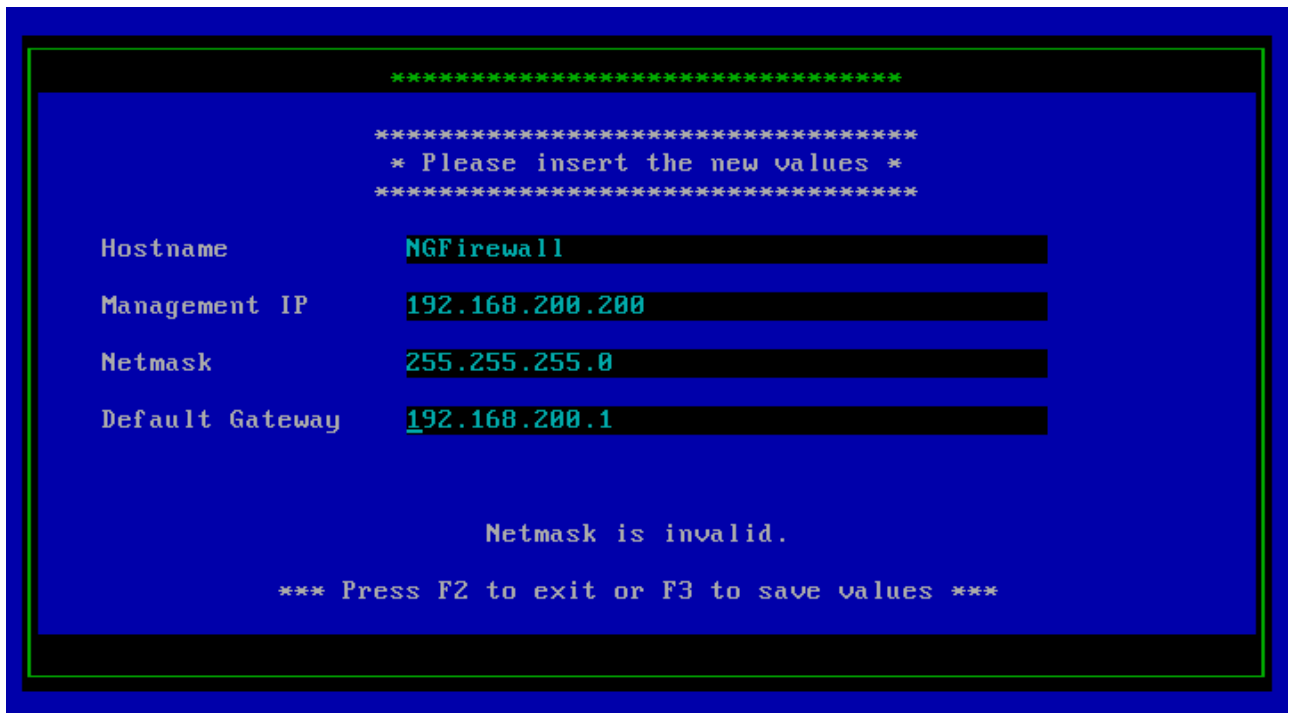 ********************************
**********************************
* Please insert the new values *
**********************************
Hostname NGFirewall
Management IP 192.168.200.200
Netmask 255.255.255.0
Default Gateway 192.168.200.1
Netmask is invalid.
*** Press F2 to exit or F3 to save values ***